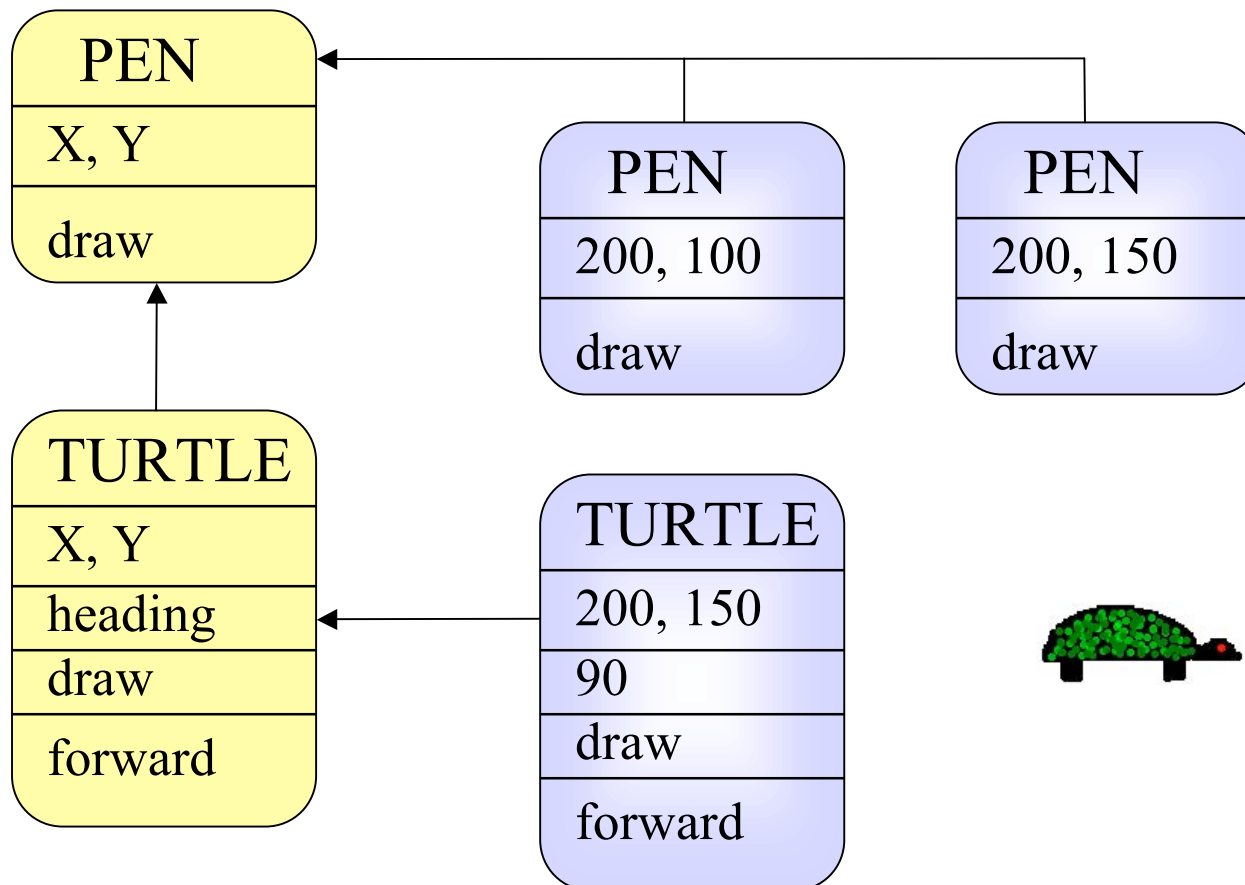 PEN
X, Y
draw
PEN
200, 100
draw
PEN
200, 150
draw
TURTLE
X, Y
heading
draw
forward
TURTLE
200, 150
90
draw
forward